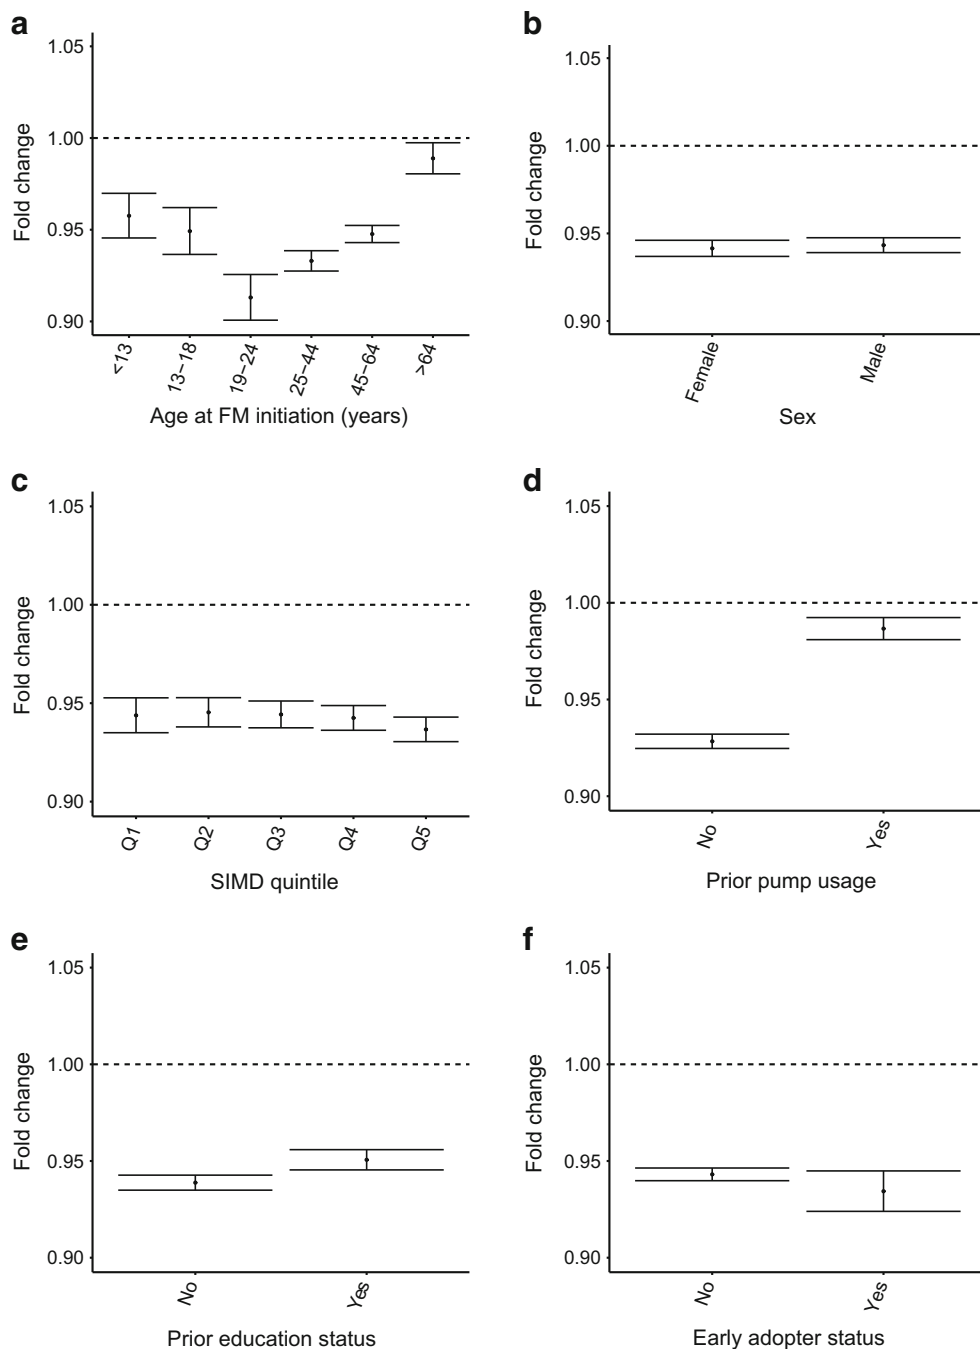 a
1.05
1.00
0.95
0.90
Fold change
<13
13–18
19–24
25–44
45–64
>64
Age at FM initiation (years)
b
1.05
1.00
0.95
0.90
Fold change
Female
Male
Sex
c
1.05
1.00
0.95
0.90
Fold change
Q1
Q2
Q3
Q4
Q5
SIMD quintile
d
1.05
1.00
0.95
0.90
Fold change
No
Yes
Prior pump usage
e
1.05
1.00
0.95
0.90
Fold change
No
Yes
Prior education status
f
1.05
1.00
0.95
0.90
Fold change
No
Yes
Early adopter status